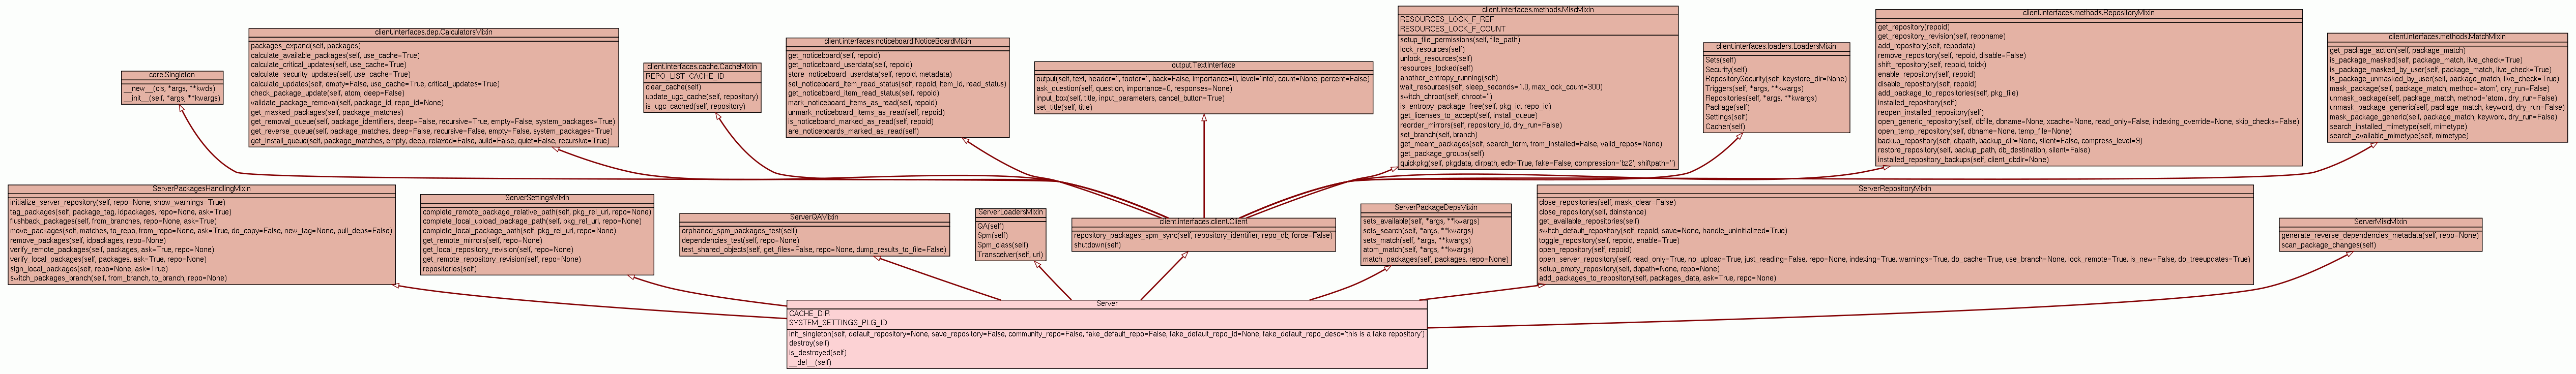 core.Singleton
__new__(cls, *args, **kwds)
__init__(self, *args, **kwargs)
client.interfaces.dep.CalculatorsMixin
packages_expand(self, packages)
calculate_available_packages(self, use_cache=True)
calculate_critical_updates(self, use_cache=True)
calculate_security_updates(self, use_cache=True)
calculate_updates(self, empty=False, use_cache=True, critical_updates=True)
check_package_update(self, atom, deep=False)
validate_package_removal(self, package_id, repo_id=None)
get_masked_packages(self, package_matches)
get_removal_queue(self, package_identifiers, deep=False, recursive=True, empty=False, system_packages=True)
get_reverse_queue(self, package_matches, deep=False, recursive=False, empty=False, system_packages=True)
get_install_queue(self, package_matches, empty, deep, relaxed=False, build=False, quiet=False, recursive=True)
client.interfaces.cache.CacheMixin
REPO_LIST_CACHE_ID
clear_cache(self)
update_ugc_cache(self, repository)
is_ugc_cached(self, repository)
client.interfaces.noticeboard.NoticeBoardMixin
get_noticeboard(self, repoid)
get_noticeboard_userdata(self, repoid)
store_noticeboard_userdata(self, repoid, metadata)
set_noticeboard_item_read_status(self, repoid, item_id, read_status)
get_noticeboard_item_read_status(self, repoid)
mark_noticeboard_items_as_read(self, repoid)
unmark_noticeboard_items_as_read(self, repoid)
is_noticeboard_marked_as_read(self, repoid)
are_noticeboards_marked_as_read(self)
output.TextInterface
output(self, text, header='', footer='', back=False, importance=0, level='info', count=None, percent=False)
ask_question(self, question, importance=0, responses=None)
input_box(self, title, input_parameters, cancel_button=True)
set_title(self, title)
client.interfaces.methods.MiscMixin
RESOURCES_LOCK_F_REF
RESOURCES_LOCK_F_COUNT
setup_file_permissions(self, file_path)
lock_resources(self)
unlock_resources(self)
resources_locked(self)
another_entropy_running(self)
wait_resources(self, sleep_seconds=1.0, max_lock_count=300)
switch_chroot(self, chroot='')
is_entropy_package_free(self, pkg_id, repo_id)
get_licenses_to_accept(self, install_queue)
reorder_mirrors(self, repository_id, dry_run=False)
set_branch(self, branch)
get_meant_packages(self, search_term, from_installed=False, valid_repos=None)
get_package_groups(self)
quickpkg(self, pkgdata, dirpath, edb=True, fake=False, compression='bz2', shiftpath='')
client.interfaces.loaders.LoadersMixin
Sets(self)
Security(self)
RepositorySecurity(self, keystore_dir=None)
Triggers(self, *args, **kwargs)
Repositories(self, *args, **kwargs)
Package(self)
Settings(self)
Cacher(self)
client.interfaces.methods.RepositoryMixin
get_repository(repoid)
get_repository_revision(self, reponame)
add_repository(self, repodata)
remove_repository(self, repoid, disable=False)
shift_repository(self, repoid, toidx)
enable_repository(self, repoid)
disable_repository(self, repoid)
add_package_to_repositories(self, pkg_file)
installed_repository(self)
reopen_installed_repository(self)
open_generic_repository(self, dbfile, dbname=None, xcache=None, read_only=False, indexing_override=None, skip_checks=False)
open_temp_repository(self, dbname=None, temp_file=None)
backup_repository(self, dbpath, backup_dir=None, silent=False, compress_level=9)
restore_repository(self, backup_path, db_destination, silent=False)
installed_repository_backups(self, client_dbdir=None)
client.interfaces.methods.MatchMixin
get_package_action(self, package_match)
is_package_masked(self, package_match, live_check=True)
is_package_masked_by_user(self, package_match, live_check=True)
is_package_unmasked_by_user(self, package_match, live_check=True)
mask_package(self, package_match, method='atom', dry_run=False)
unmask_package(self, package_match, method='atom', dry_run=False)
unmask_package_generic(self, package_match, keyword, dry_run=False)
mask_package_generic(self, package_match, keyword, dry_run=False)
search_installed_mimetype(self, mimetype)
search_available_mimetype(self, mimetype)
ServerPackagesHandlingMixin
initialize_server_repository(self, repo=None, show_warnings=True)
tag_packages(self, package_tag, idpackages, repo=None, ask=True)
flushback_packages(self, from_branches, repo=None, ask=True)
move_packages(self, matches, to_repo, from_repo=None, ask=True, do_copy=False, new_tag=None, pull_deps=False)
remove_packages(self, idpackages, repo=None)
verify_remote_packages(self, packages, ask=True, repo=None)
verify_local_packages(self, packages, ask=True, repo=None)
sign_local_packages(self, repo=None, ask=True)
switch_packages_branch(self, from_branch, to_branch, repo=None)
ServerSettingsMixin
complete_remote_package_relative_path(self, pkg_rel_url, repo=None)
complete_local_upload_package_path(self, pkg_rel_url, repo=None)
complete_local_package_path(self, pkg_rel_url, repo=None)
get_remote_mirrors(self, repo=None)
get_local_repository_revision(self, repo=None)
get_remote_repository_revision(self, repo=None)
repositories(self)
ServerQAMixin
orphaned_spm_packages_test(self)
dependencies_test(self, repo=None)
test_shared_objects(self, get_files=False, repo=None, dump_results_to_file=False)
ServerLoadersMixin
QA(self)
Spm(self)
Spm_class(self)
Transceiver(self, uri)
client.interfaces.client.Client
repository_packages_spm_sync(self, repository_identifier, repo_db, force=False)
shutdown(self)
ServerPackageDepsMixin
sets_available(self, *args, **kwargs)
sets_search(self, *args, **kwargs)
sets_match(self, *args, **kwargs)
atom_match(self, *args, **kwargs)
match_packages(self, packages, repo=None)
ServerRepositoryMixin
close_repositories(self, mask_clear=False)
close_repository(self, dbinstance)
get_available_repositories(self)
switch_default_repository(self, repoid, save=None, handle_uninitialized=True)
toggle_repository(self, repoid, enable=True)
open_repository(self, repoid)
open_server_repository(self, read_only=True, no_upload=True, just_reading=False, repo=None, indexing=True, warnings=True, do_cache=True, use_branch=None, lock_remote=True, is_new=False, do_treeupdates=True)
setup_empty_repository(self, dbpath=None, repo=None)
add_packages_to_repository(self, packages_data, ask=True, repo=None)
ServerMiscMixin
generate_reverse_dependencies_metadata(self, repo=None)
scan_package_changes(self)
Server
CACHE_DIR
SYSTEM_SETTINGS_PLG_ID
init_singleton(self, default_repository=None, save_repository=False, community_repo=False, fake_default_repo=False, fake_default_repo_id=None, fake_default_repo_desc='this is a fake repository')
destroy(self)
is_destroyed(self)
__del__(self)